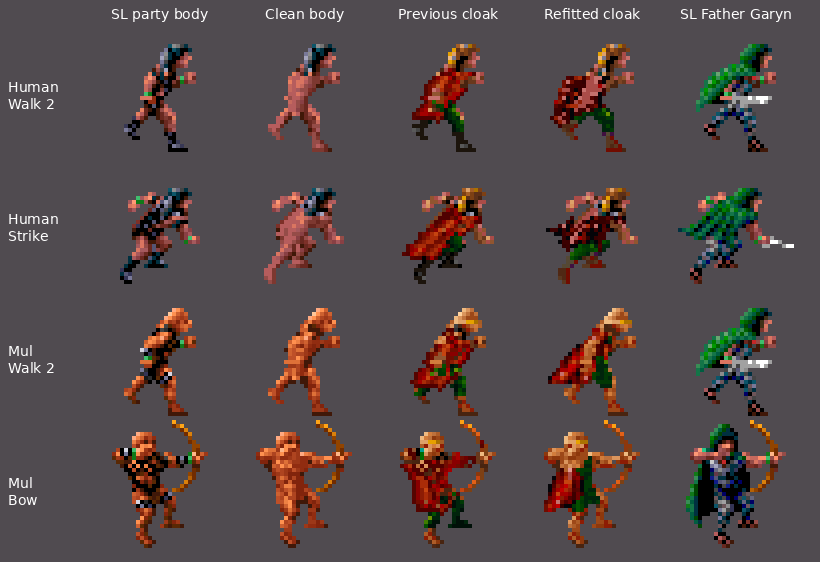 SL party body
Clean body
Previous cloak
Refitted cloak
SL Father Garyn
Human
Walk 2
Human
Strike
Mul
Walk 2
Mul
Bow